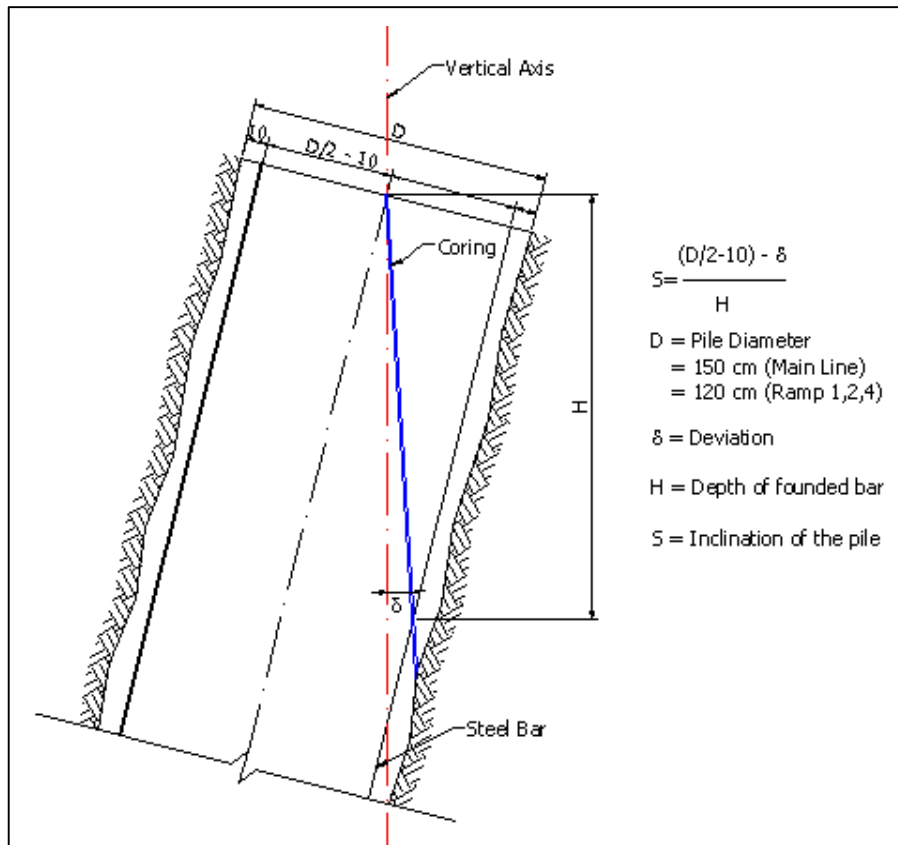 Vertical Axis
D
10
D/2 - 10
Coring
H
δ
Steel Bar
(D/2-10) - δ
S=
H
D = Pile Diameter
= 150 cm (Main Line)
= 120 cm (Ramp 1,2,4)
δ = Deviation
H = Depth of founded bar
S = Inclination of the pile